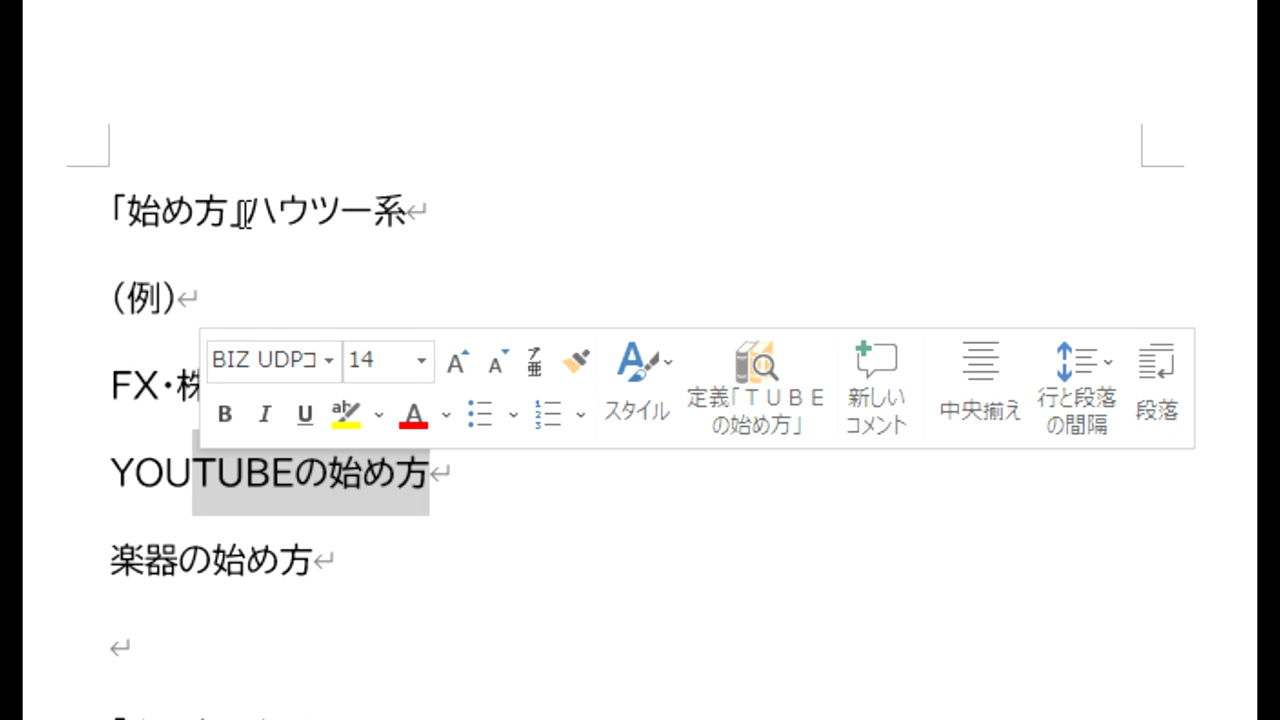 「始め方」ハウツー系
(例)
FX・株
YOUTUBEの始め方
楽器の始め方
BIZ UDPゴ 14
スタイル
定義「ＴＵＢＥ
の始め方」
新しい
コメント
中央揃え
行と段落
の間隔
段落